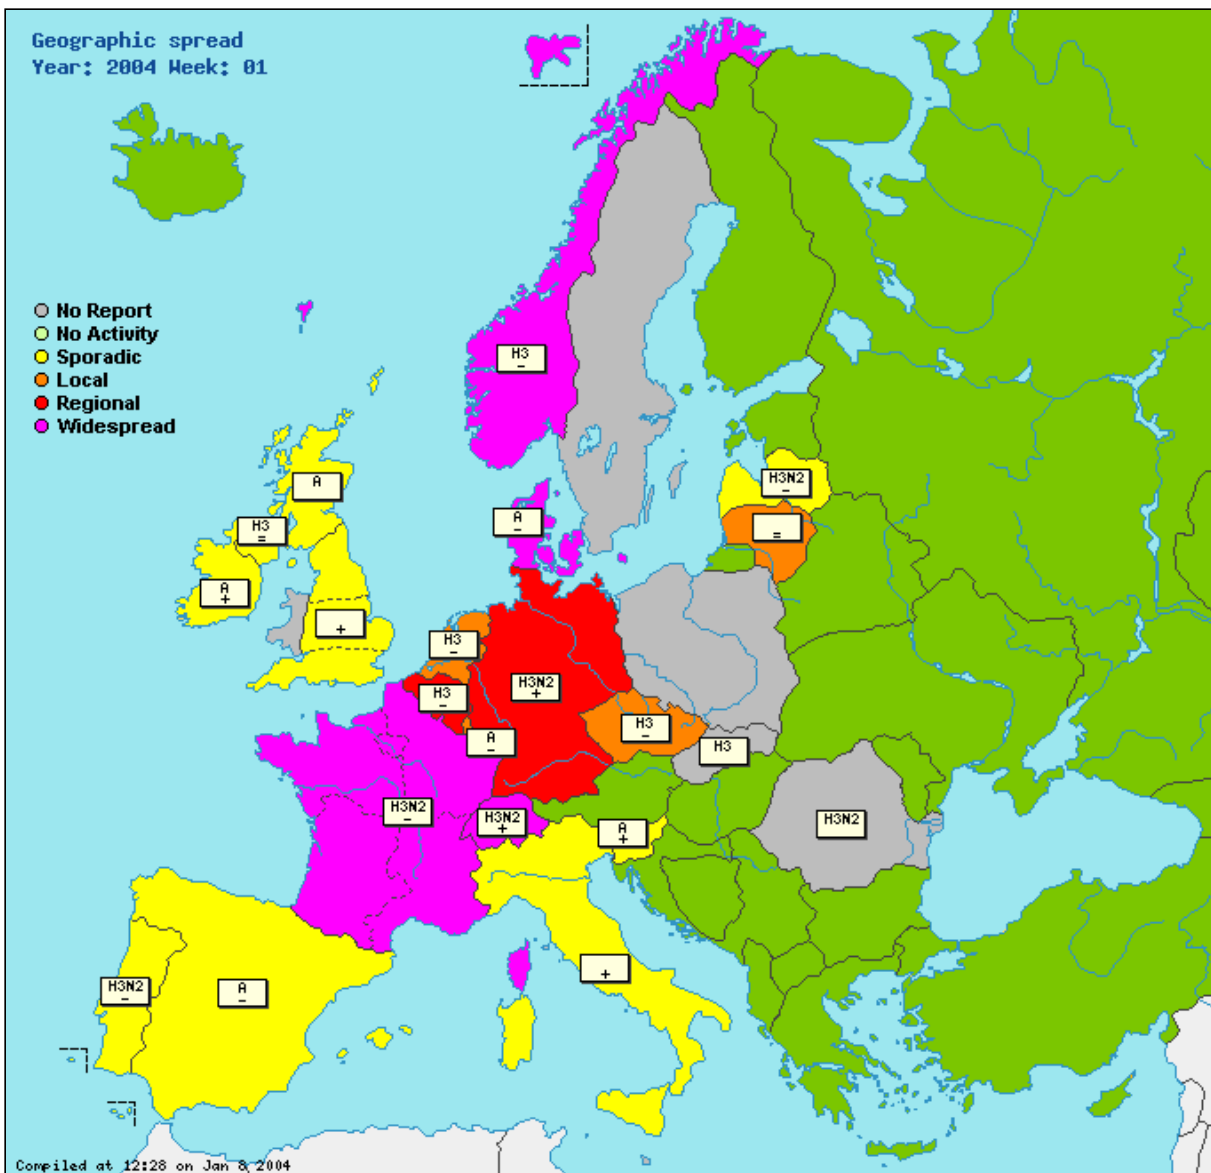 Geographic spread
Year: 2004 Week: 01
No Report
No Activity
Sporadic
Local
Regional
Widespread
H3
-
A
H3N2
-
A
-
H3
=
=
A
+
+
H3
-
H3N2
+
H3
-
H3
-
A
-
H3
H3N2
-
H3N2
+
A
+
H3N2
+
H3N2
-
A
-
Compiled at 12:28 on Jan 8 2004